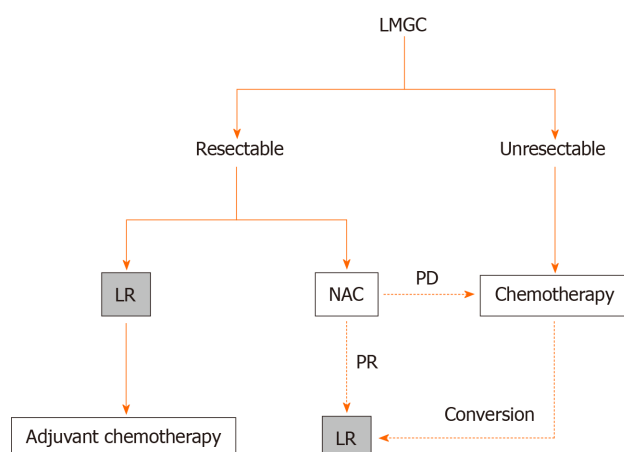 LMGC
Resectable
Unresectable
LR
NAC
PD
Chemotherapy
PR
Conversion
Adjuvant chemotherapy
LR